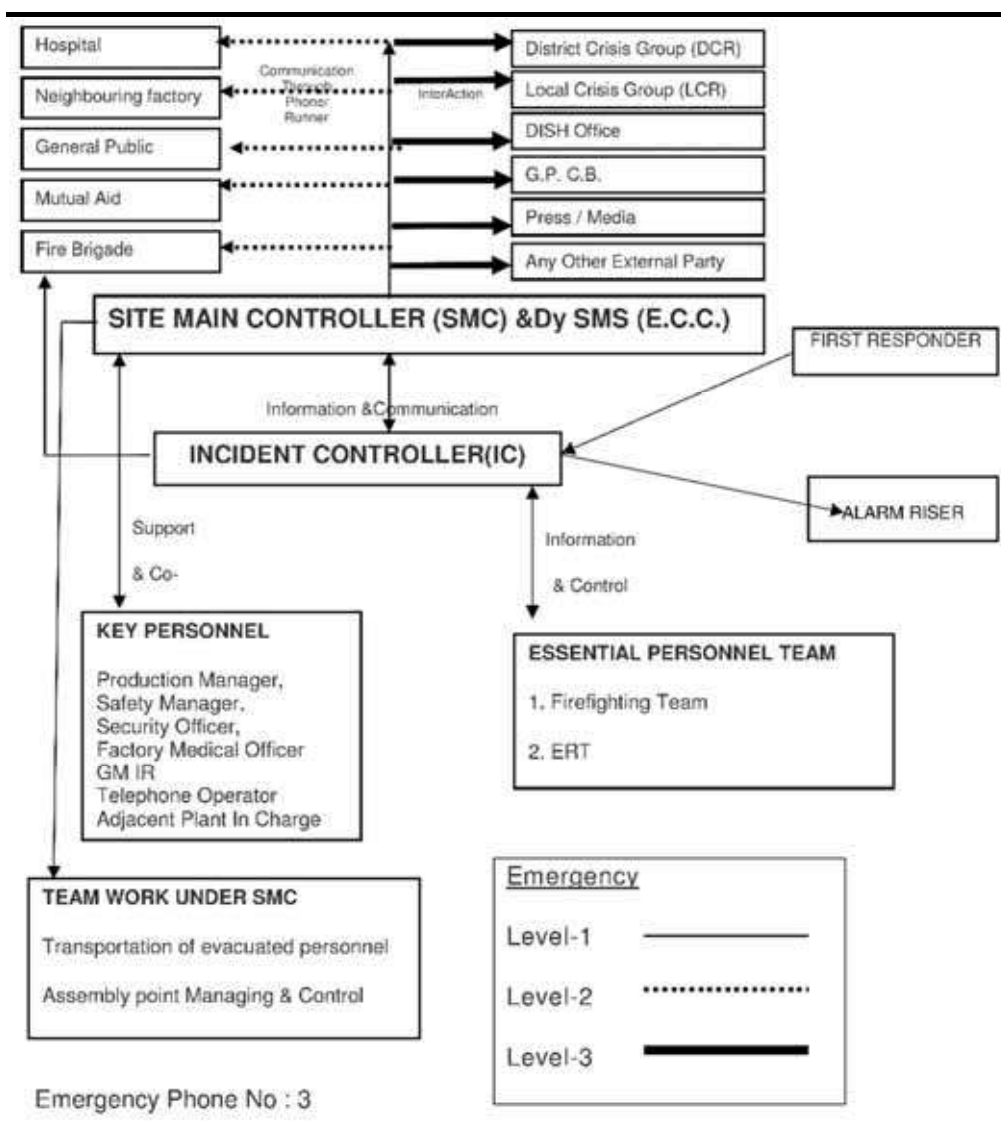 Hospital
Neighbouring factory
General Public
Mutual Aid
Fire Brigade
Communication
Through
Phone/
Runner
InterAction
District Crisis Group (DCR)
Local Crisis Group (LCR)
DISH Office
G.P. C.B.
Press / Media
Any Other External Party
SITE MAIN CONTROLLER (SMC) &Dy SMS (E.C.C.)
FIRST RESPONDER
Information &Communication
INCIDENT CONTROLLER(IC)
ALARM RISER
Support
& Co-
Information
& Control
KEY PERSONNEL
Production Manager,
Safety Manager,
Security Officer,
Factory Medical Officer
GM IR
Telephone Operator
Adjacent Plant In Charge
ESSENTIAL PERSONNEL TEAM
1. Firefighting Team
2. ERT
TEAM WORK UNDER SMC
Transportation of evacuated personnel
Assembly point Managing & Control
Emergency
Level-1
Level-2
Level-3
Emergency Phone No : 3